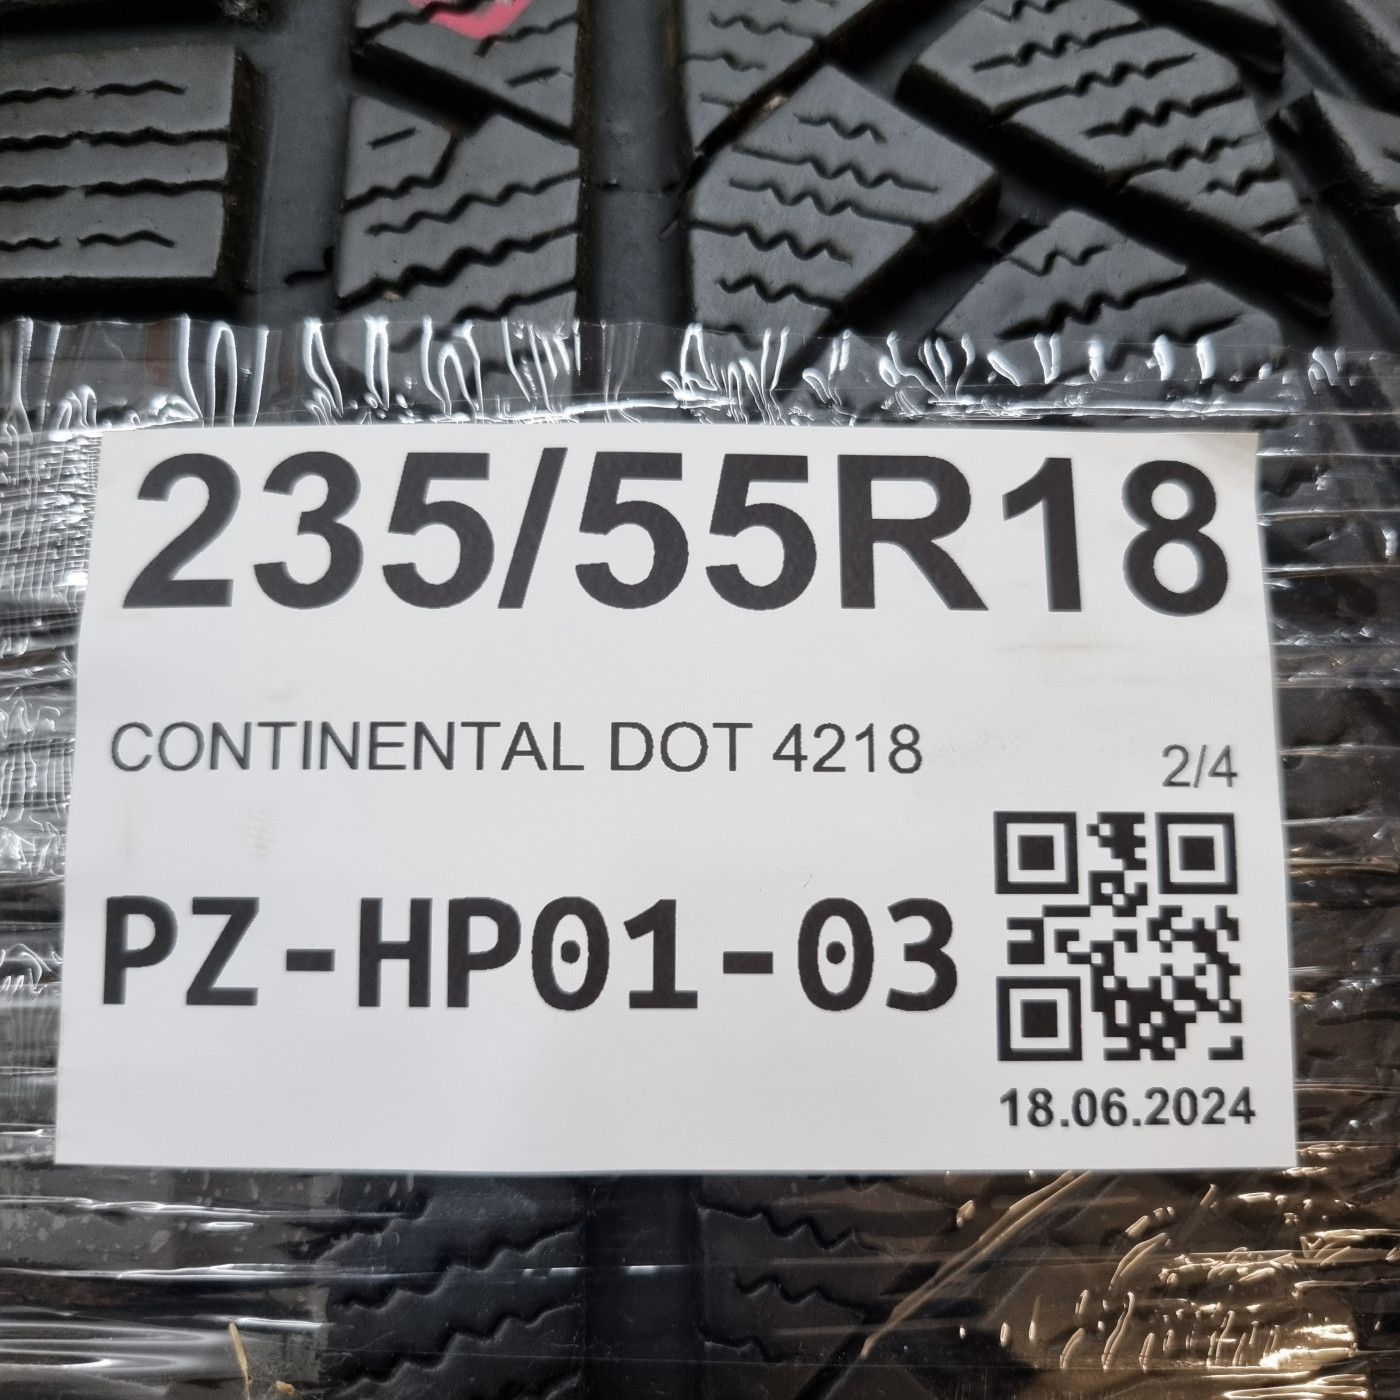 235/55R18
CONTINENTAL DOT 4218
2/4
PZ-HP01-03
18.06.2024